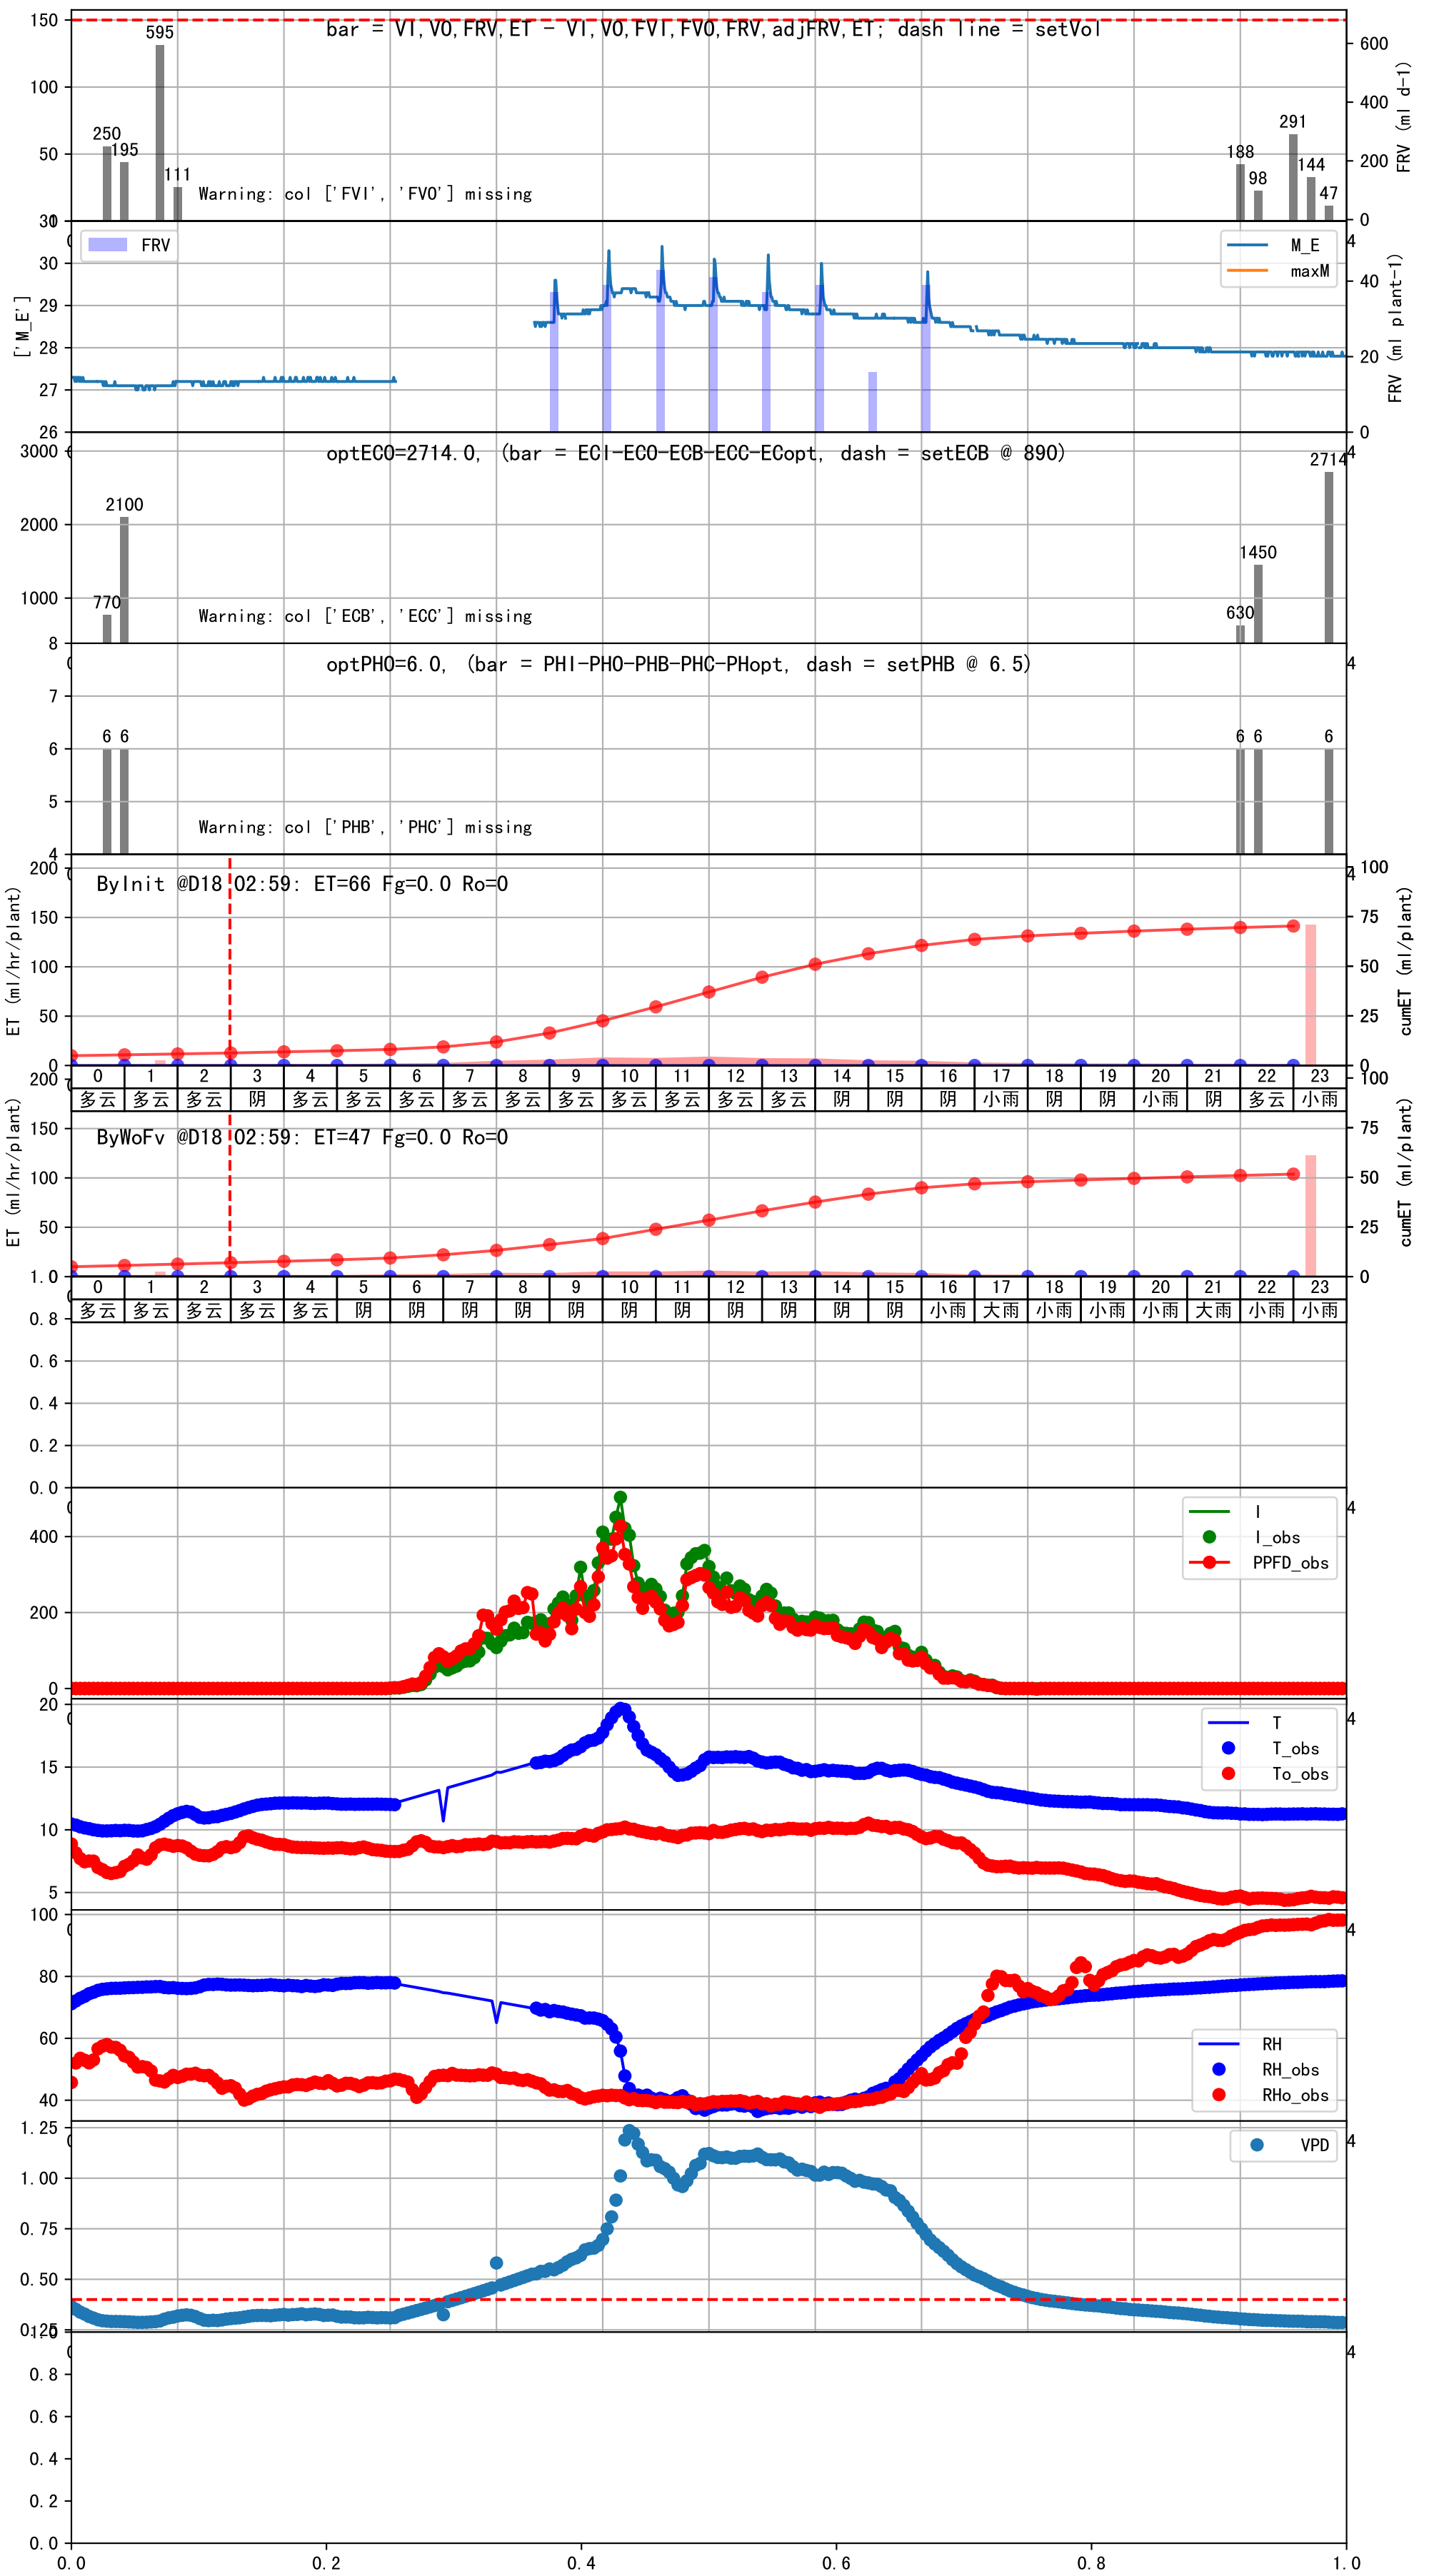 bar = VI,VO,FRV,ET - VI,VO,FVI,FVO,FRV,adjFRV,ET; dash line = setVol
150
100
50
600
400
200
0
FRV (ml d-1)
250
195
595
111
188
98
291
144
47
Warning: col ['FVI', 'FVO'] missing
FRV
M_E
maxM
['M_E']
30
29
28
27
26
40
20
0
FRV (ml plant-1)
optECO=2714.0, (bar = ECI-ECO-ECB-ECC-ECopt, dash = setECB @ 890)
3000
2000
1000
770
2100
630
1450
2714
Warning: col ['ECB', 'ECC'] missing
optPHO=6.0, (bar = PHI-PHO-PHB-PHC-PHopt, dash = setPHB @ 6.5)
8
7
6
5
4
6 6
6 6
6
Warning: col ['PHB', 'PHC'] missing
ByInit @D18 02:59: ET=66 Fg=0.0 Ro=0
200
150
100
50
0
ET (ml/hr/plant)
100
75
50
25
0
cumET (ml/plant)
0 1 2 3 4 5 6 7 8 9 10 11 12 13 14 15 16 17 18 19 20 21 22 23
多云 多云 多云 阴 多云 多云 多云 多云 多云 多云 多云 多云 多云 多云 阴 阴 阴 小雨 阴 阴 小雨 阴 多云 小雨
ByWoFv @D18 02:59: ET=47 Fg=0.0 Ro=0
200
150
100
50
ET (ml/hr/plant)
100
75
50
25
0
cumET (ml/plant)
0 1 2 3 4 5 6 7 8 9 10 11 12 13 14 15 16 17 18 19 20 21 22 23
多云 多云 多云 多云 多云 阴 阴 阴 阴 阴 阴 阴 阴 阴 阴 阴 小雨 大雨 小雨 小雨 小雨 大雨 小雨 小雨
1.0
0.8
0.6
0.4
0.2
0.0
I
I_obs
PPFD_obs
400
200
0
T
T_obs
To_obs
20
15
10
5
RH
RH_obs
RHo_obs
100
80
60
40
VPD
1.25
1.00
0.75
0.50
0.8
0.6
0.4
0.2
0.0
0.0 0.2 0.4 0.6 0.8 1.0